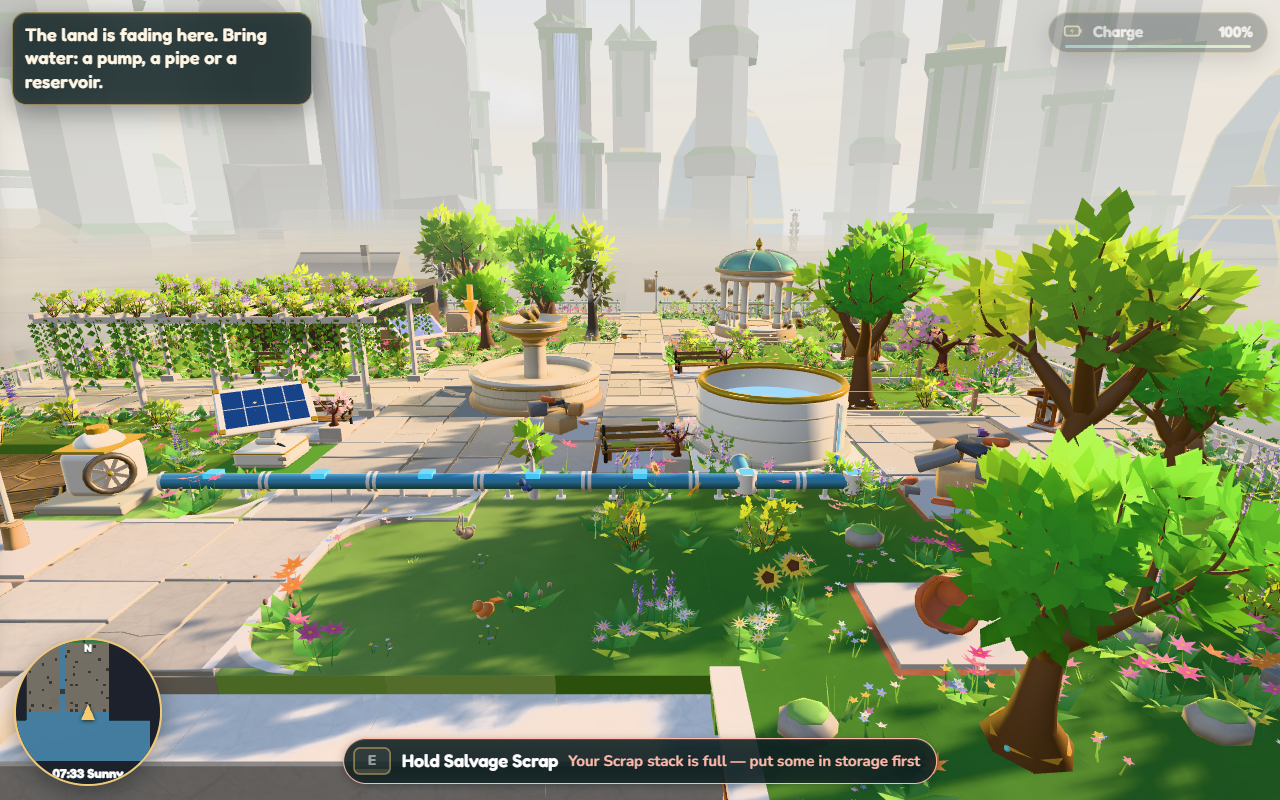 The land is fading here. Bring
water: a pump, a pipe or a
reservoir.
Charge 100%
N
07:33 Sunny
E Hold Salvage Scrap Your Scrap stack is full — put some in storage first